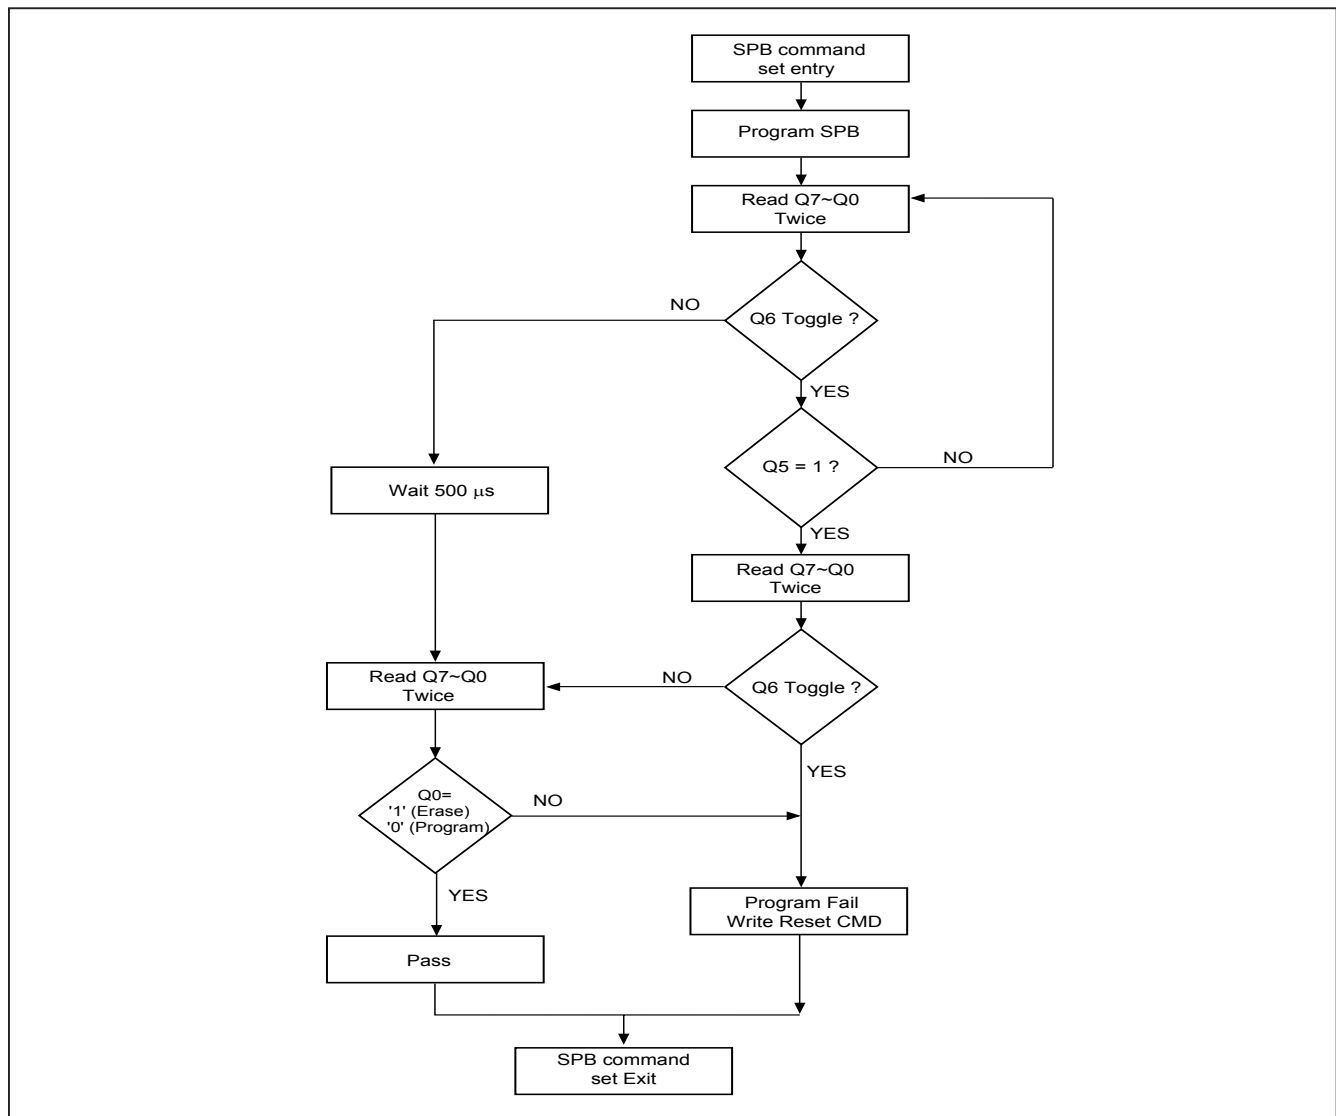 SPB command
set entry
Program SPB
Read Q7~Q0
Twice
NO
Q6 Toggle ?
YES
Q5 = 1 ?
NO
Wait 500 μs
YES
Read Q7~Q0
Twice
Read Q7~Q0
Twice
NO
Q6 Toggle ?
YES
Q0=
'1' (Erase)
'0' (Program)
NO
YES
Program Fail
Write Reset CMD
Pass
SPB command
set Exit